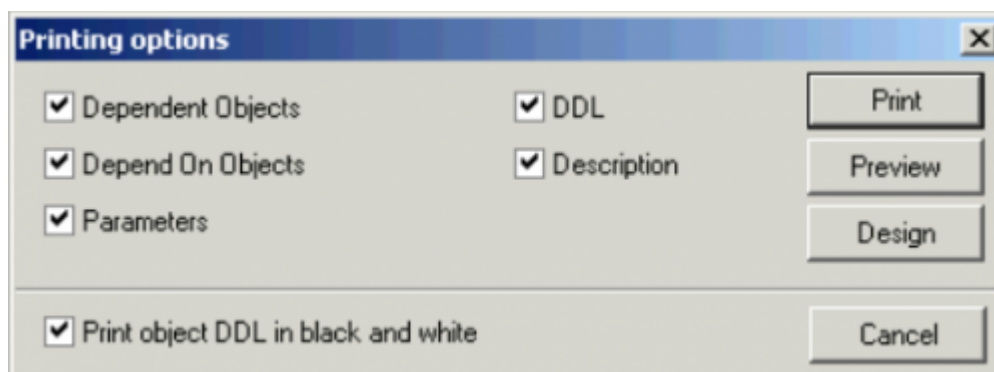 Printing options
Dependent Objects
DDL
Print
Depend On Objects
Description
Preview
Parameters
Design
Print object DDL in black and white
Cancel